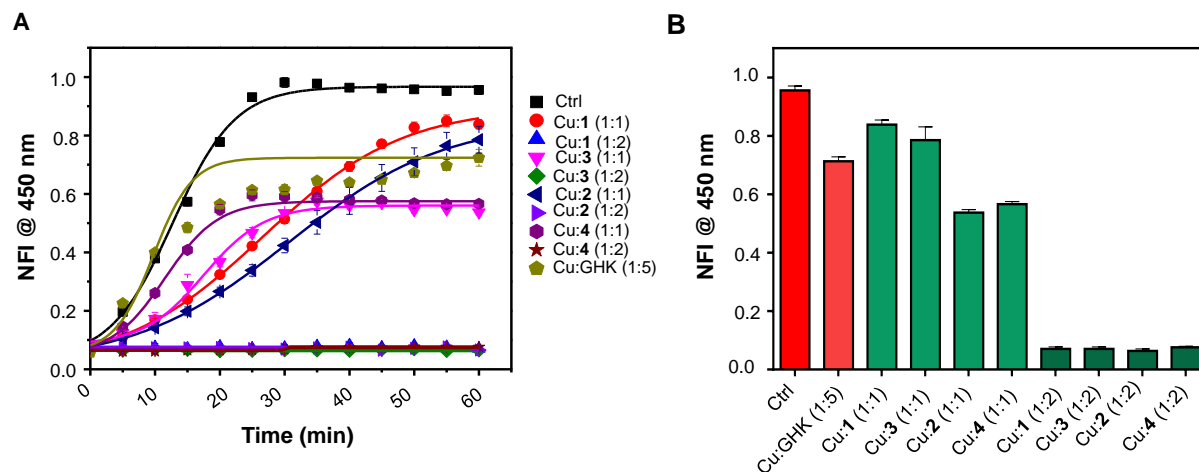 A
NFI @ 450 nm
1.0
0.8
0.6
0.4
0.2
0.0
0 10 20 30 40 50 60
Time (min)
Ctrl
Cu:1 (1:1)
Cu:1 (1:2)
Cu:3 (1:1)
Cu:3 (1:2)
Cu:2 (1:1)
Cu:2 (1:2)
Cu:4 (1:1)
Cu:4 (1:2)
Cu:GHK (1:5)
B
NFI @ 450 nm
1.0
0.8
0.6
0.4
0.2
0.0
Ctrl
Cu:GHK (1:5)
Cu:1 (1:1)
Cu:3 (1:1)
Cu:2 (1:1)
Cu:4 (1:1)
Cu:1 (1:2)
Cu:3 (1:2)
Cu:2 (1:2)
Cu:4 (1:2)